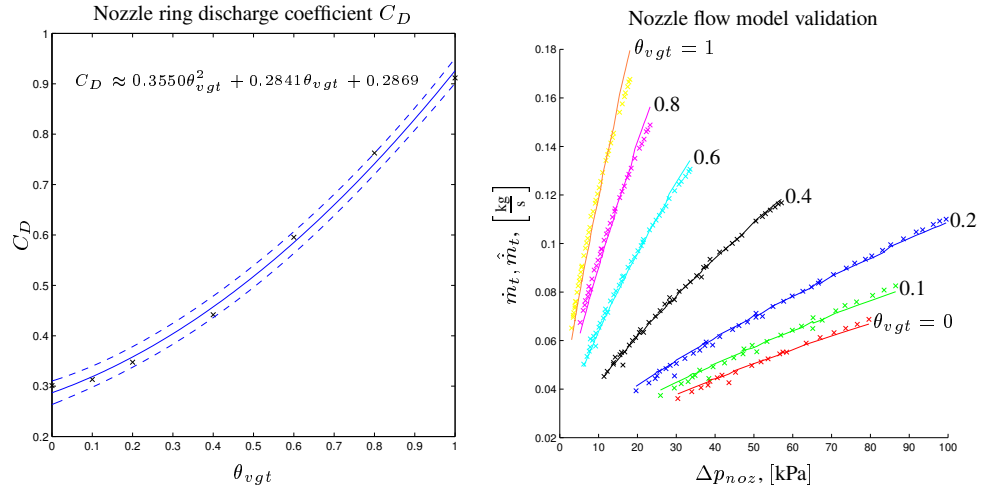 Nozzle ring discharge coefficient C_D
C_D ≈ 0.3550θ²_vgt + 0.2841θ_vgt + 0.2869
1
0.9
0.8
0.7
0.6
0.5
0.4
0.3
0.2
C_D
0 0.1 0.2 0.3 0.4 0.5 0.6 0.7 0.8 0.9 1
θ_vgt
Nozzle flow model validation
θ_vgt = 1
0.8
0.6
0.4
0.2
0.1
θ_vgt = 0
0.18
0.16
0.14
0.12
0.1
0.08
0.06
0.04
0.02
ṁ_t, m̂̇_t, [kg/s]
0 10 20 30 40 50 60 70 80 90 100
Δp_noz, [kPa]